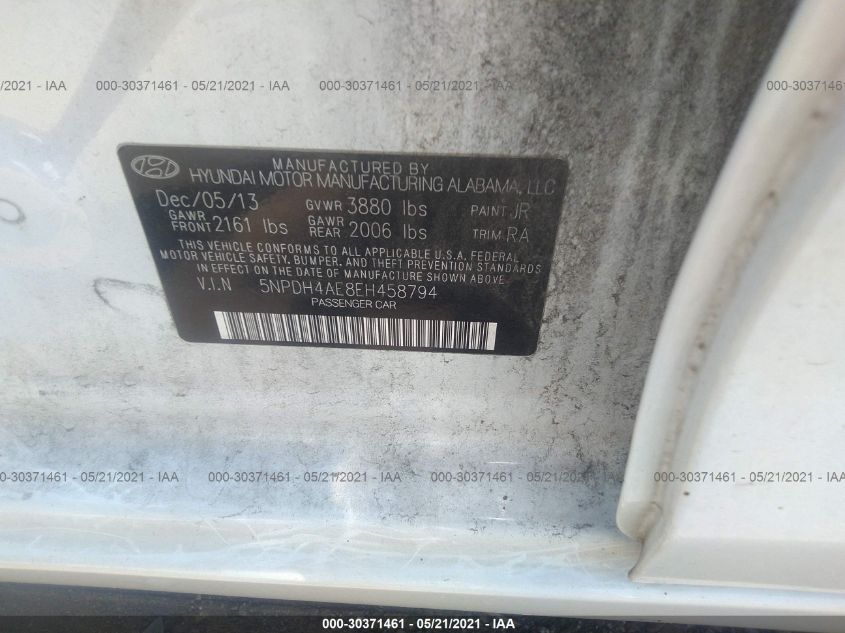 /21/2021 - IAA 000-30371461 - 05/21/2021 - IAA 000-30371461 - 05/21/2021 - IAA 000-30371461 - 05/
MANUFACTURED BY
HYUNDAI MOTOR MANUFACTURING ALABAMA, LLC
Dec/05/13 GVWR 3880 lbs PAINT JR
GAWR FRONT 2161 lbs GAWR REAR 2006 lbs TRIM RA
THIS VEHICLE CONFORMS TO ALL APPLICABLE U.S.A. FEDERAL
MOTOR VEHICLE SAFETY, BUMPER, AND THEFT PREVENTION STANDARDS
IN EFFECT ON THE DATE OF MANUFACTURE SHOWN ABOVE
V.I.N 5NPDH4AE8EH458794
PASSENGER CAR
000-30371461 - 05/21/2021 - IAA 000-30371461 - 05/21/2021 - IAA 000-30371461 - 05/21/2021 - IAA 000-30371461 - 05/21/2021 - IAA
000-30371461 - 05/21/2021 - IAA